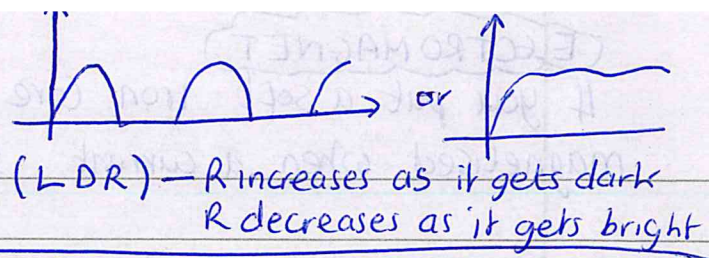 or
(LDR) – R increases as it gets dark
R decreases as it gets bright